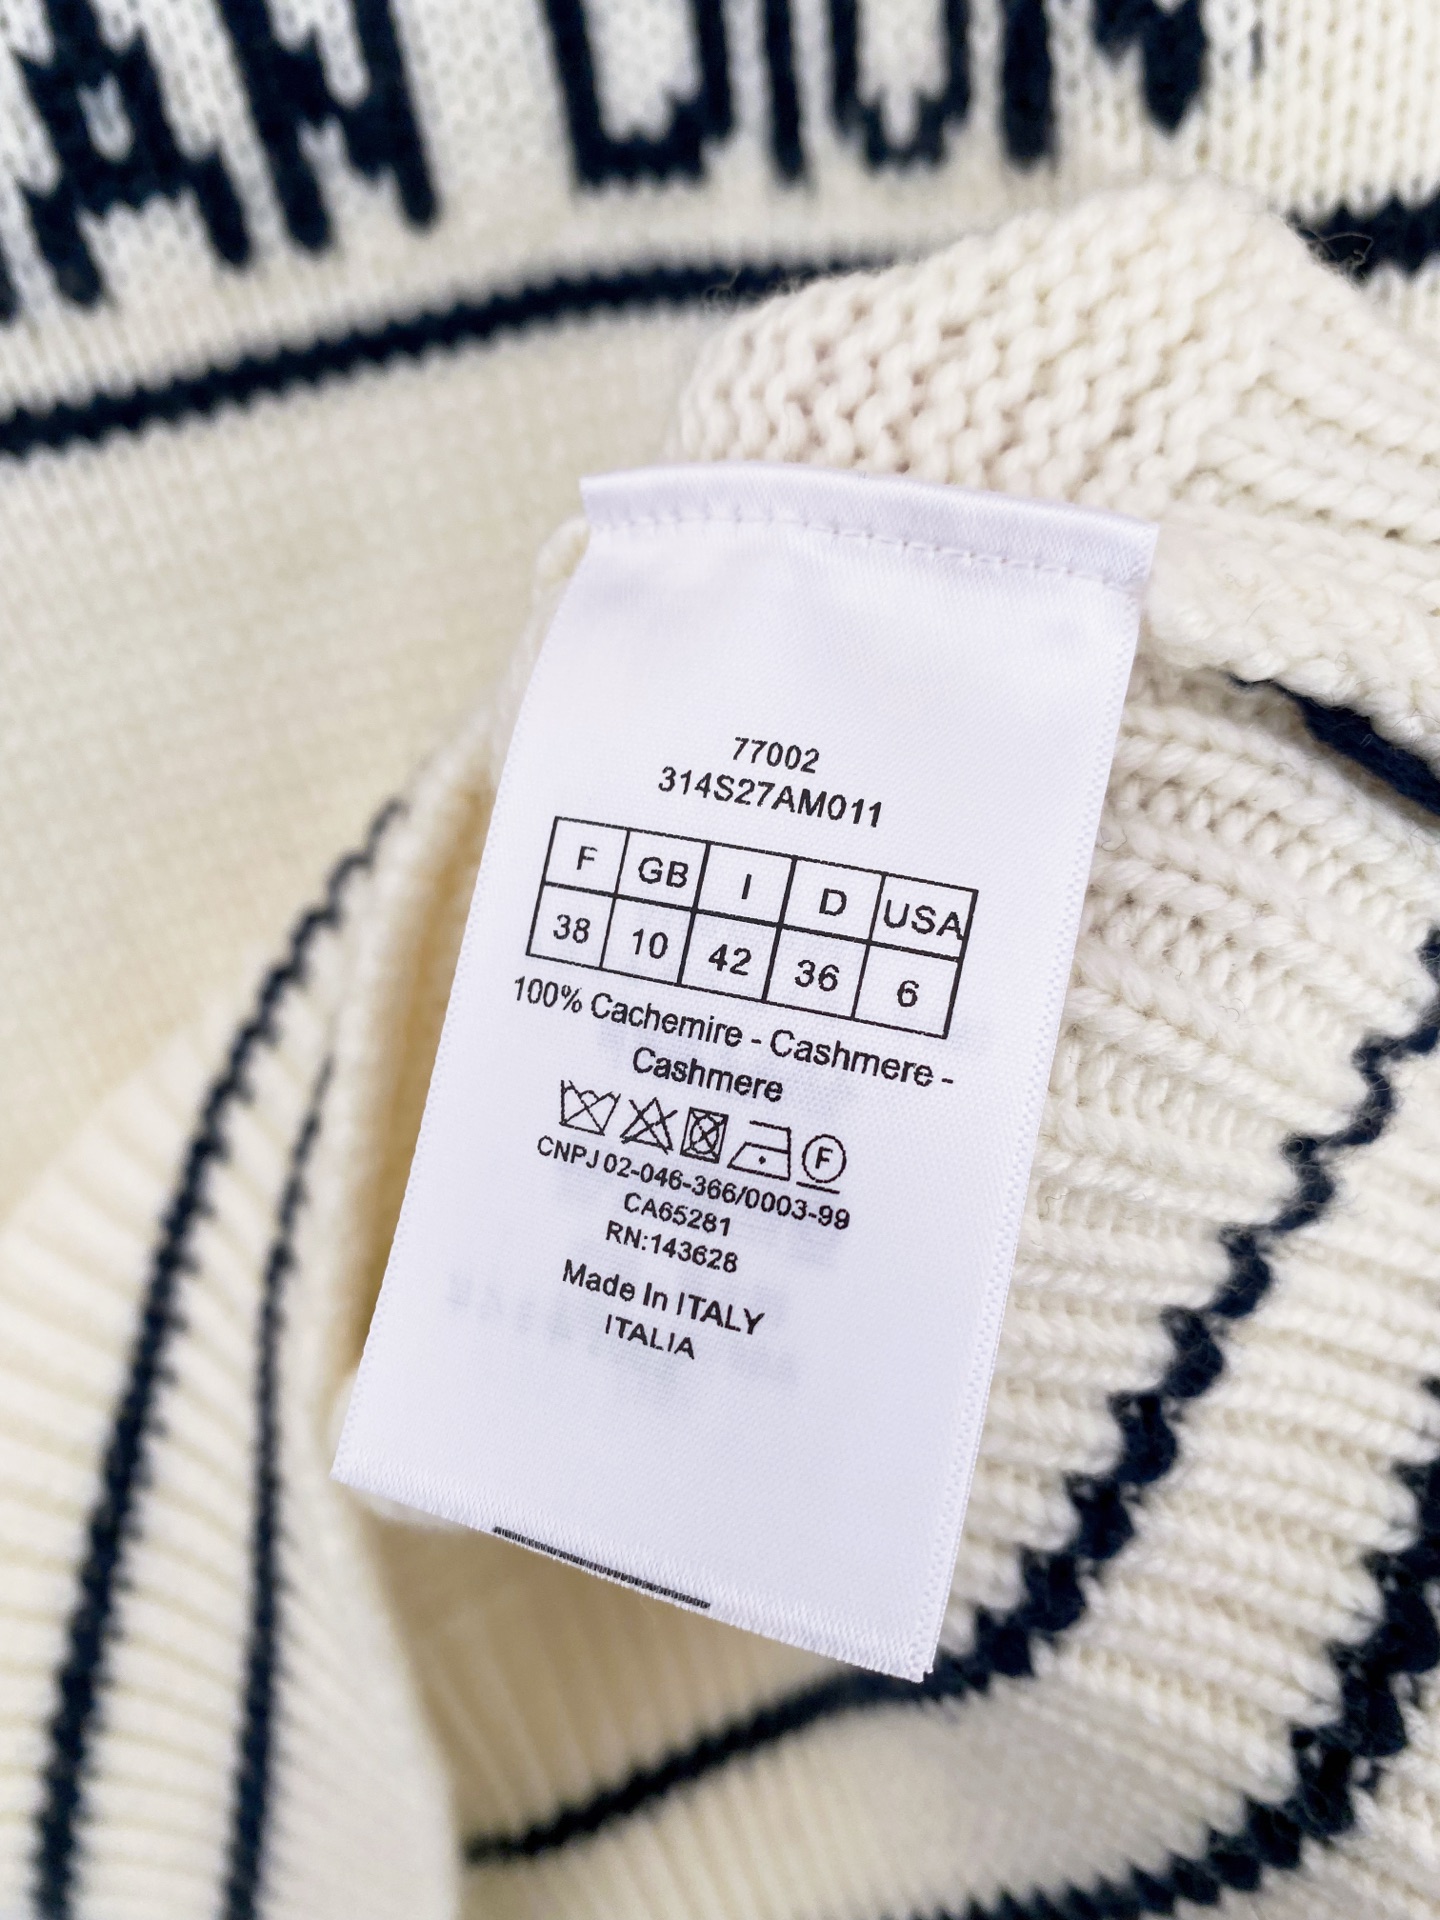 77002
314S27AM011
F GB I D USA
38 10 42 36 6
100% Cachemire - Cashmere -
Cashmere
F
CNPJ 02-046-366/0003-99
CA65281
RN:143628
Made In ITALY
ITALIA